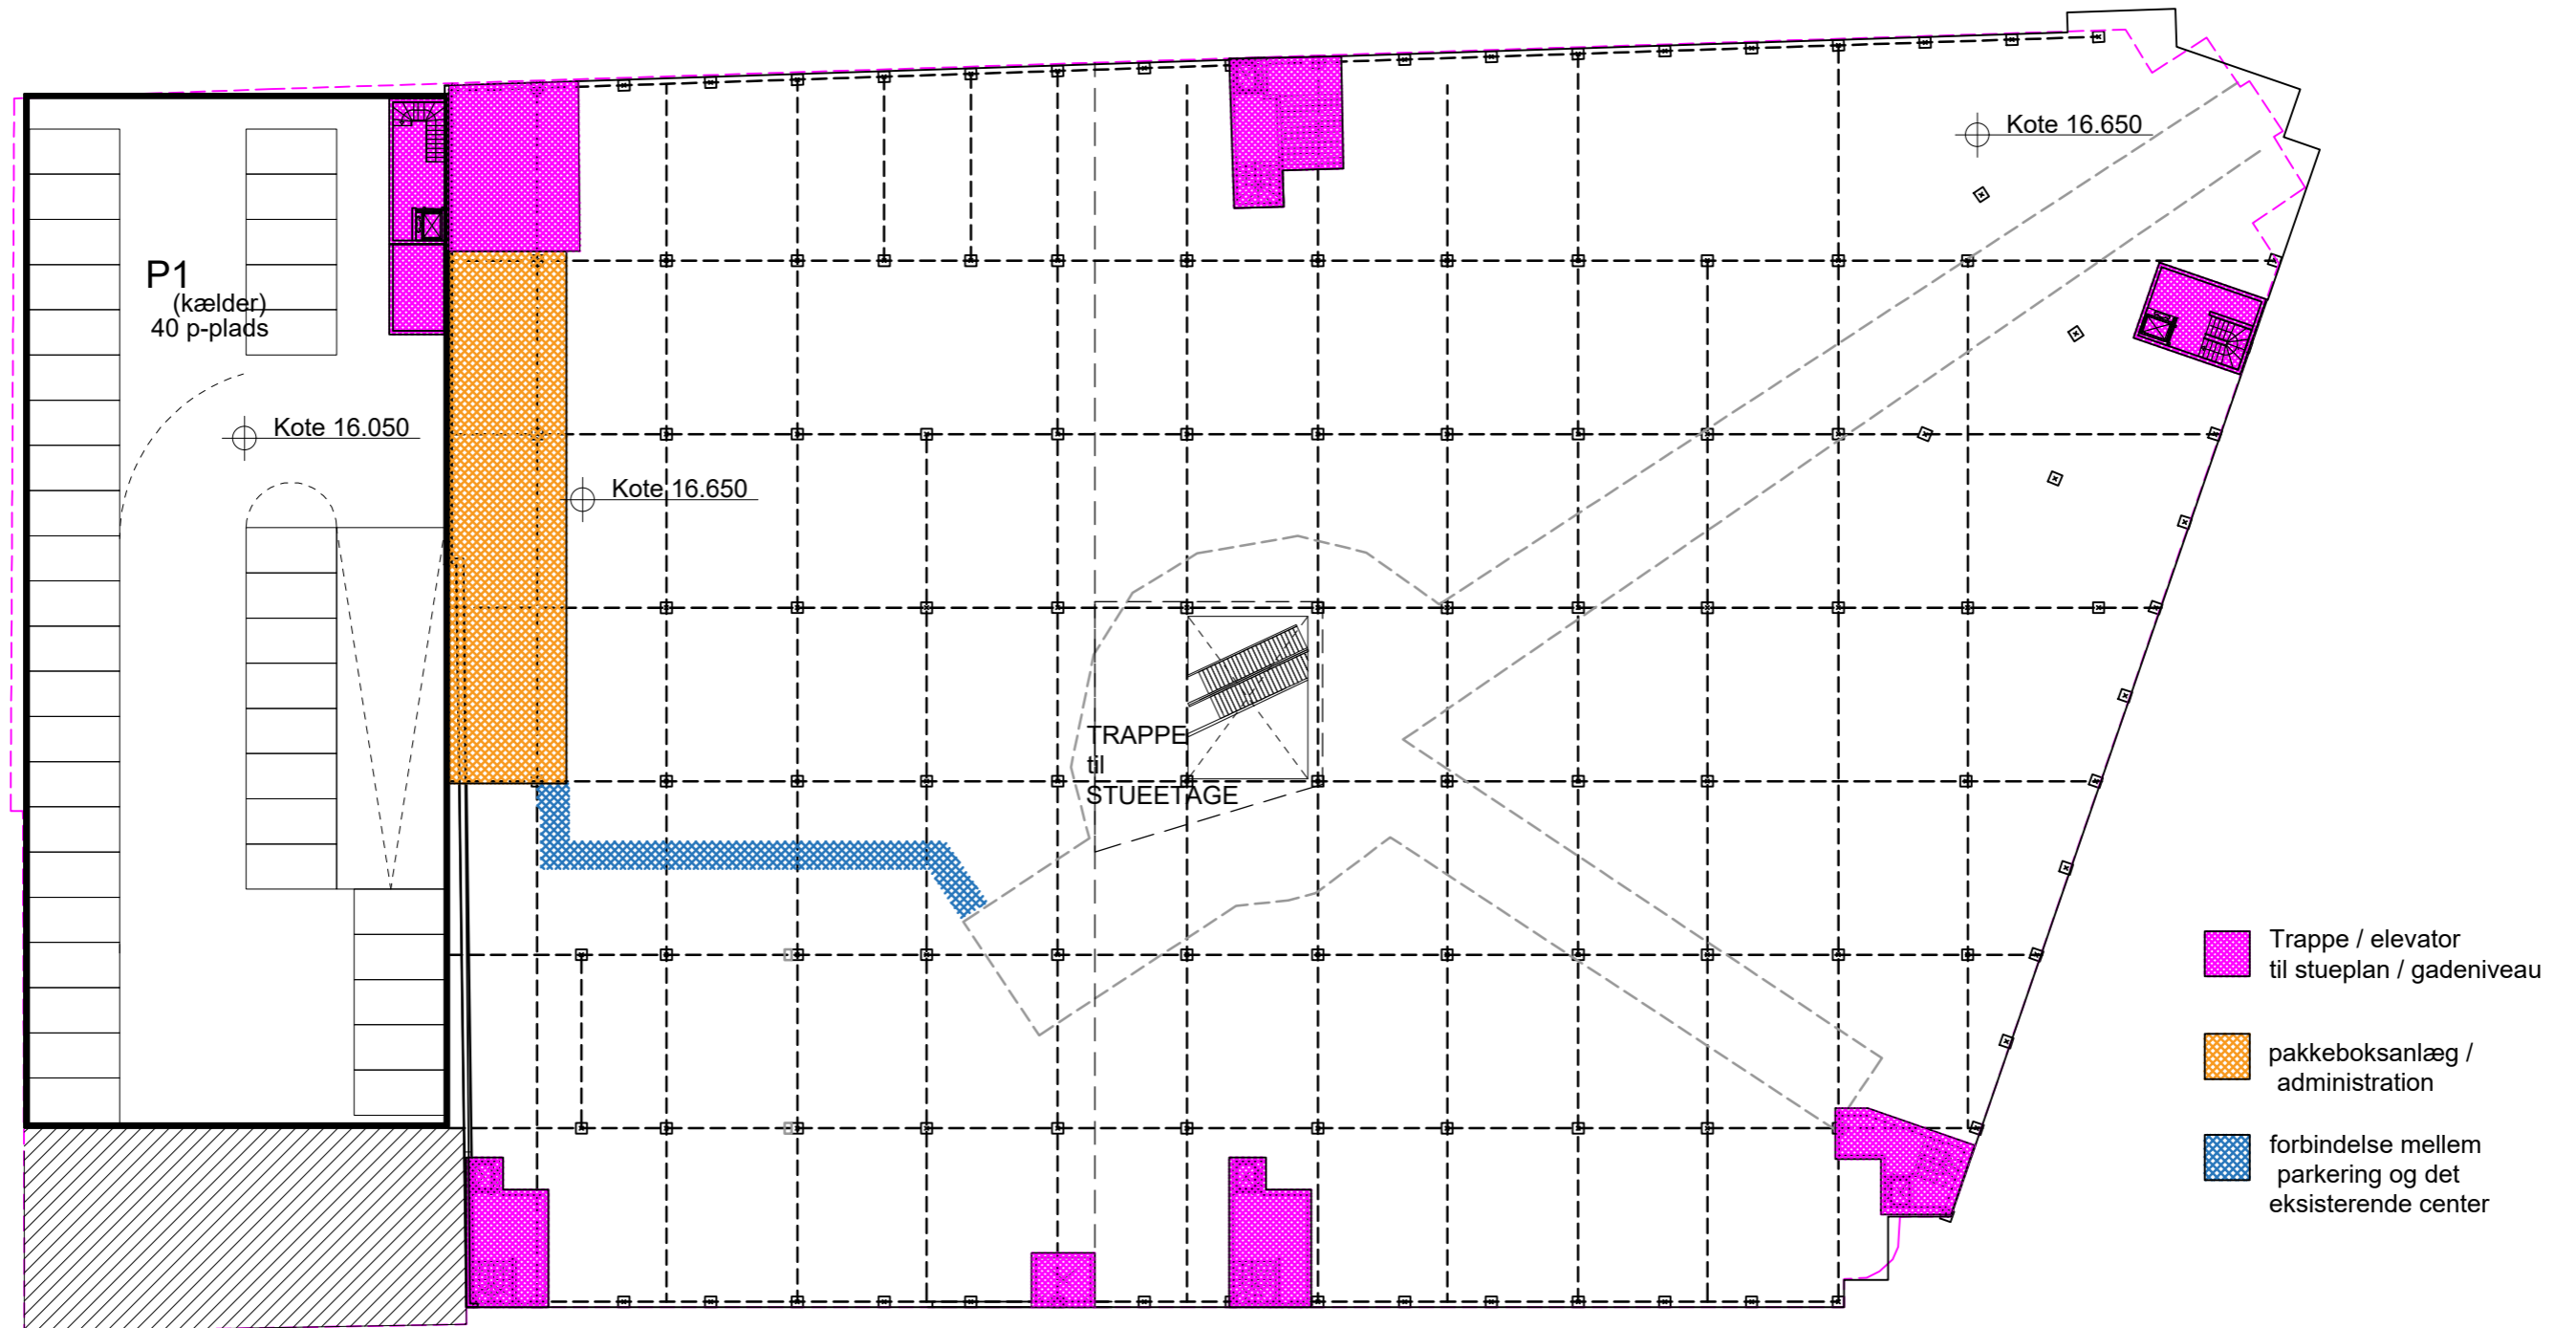 Kote 16.650
P1
(kælder)
40 p-plads
Kote 16.050
Kote 16.650
TRAPPE
til
STUEETAGE
Trappe / elevator
til stueplan / gadeniveau
pakkeboksanlæg /
administration
forbindelse mellem
parkering og det
eksisterende center